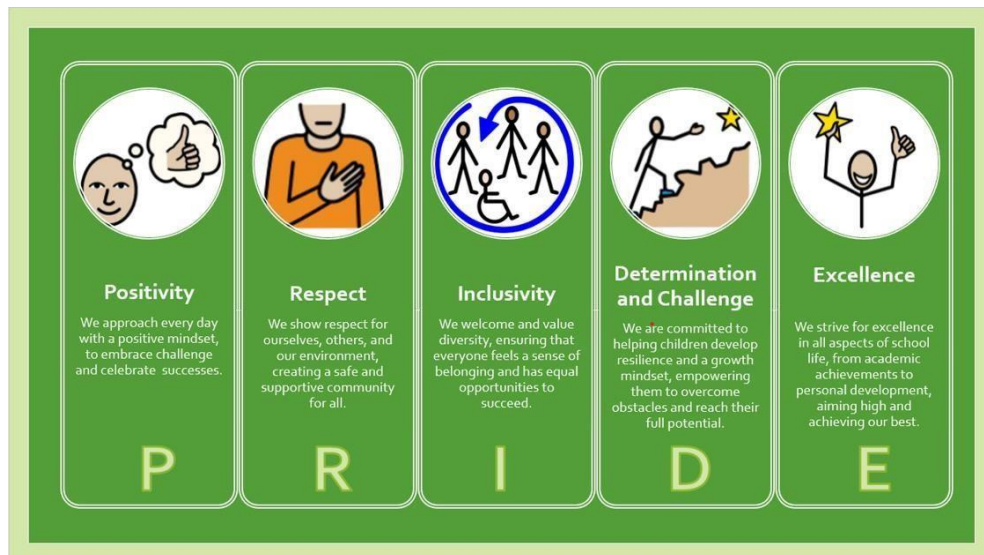 Positivity
We approach every day
with a positive mindset,
to embrace challenge
and celebrate successes.
P
Respect
We show respect for
ourselves, others, and
our environment,
creating a safe and
supportive community
for all.
R
Inclusivity
We welcome and value
diversity, ensuring that
everyone feels a sense of
belonging and has equal
opportunities to
succeed.
I
Determination
and Challenge
We are committed to
helping children develop
resilience and a growth
mindset, empowering
them to overcome
obstacles and reach their
full potential.
D
Excellence
We strive for excellence
in all aspects of school
life, from academic
achievements to
personal development,
aiming high and
achieving our best.
E